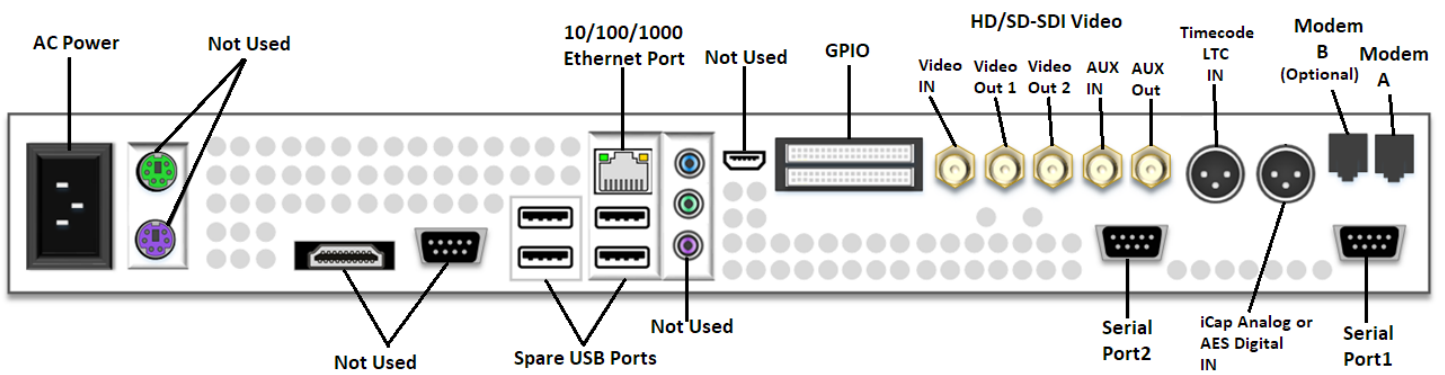 AC Power
Not Used
10/100/1000
Ethernet Port
Not Used
GPIO
HD/SD-SDI Video
Video
IN
Video
Out 1
Video
Out 2
AUX
IN
AUX
Out
Timecode
LTC
IN
Modem
B
(Optional)
Modem
A
Not Used
Spare USB Ports
Not Used
Serial
Port2
iCap Analog or
AES Digital
IN
Serial
Port1